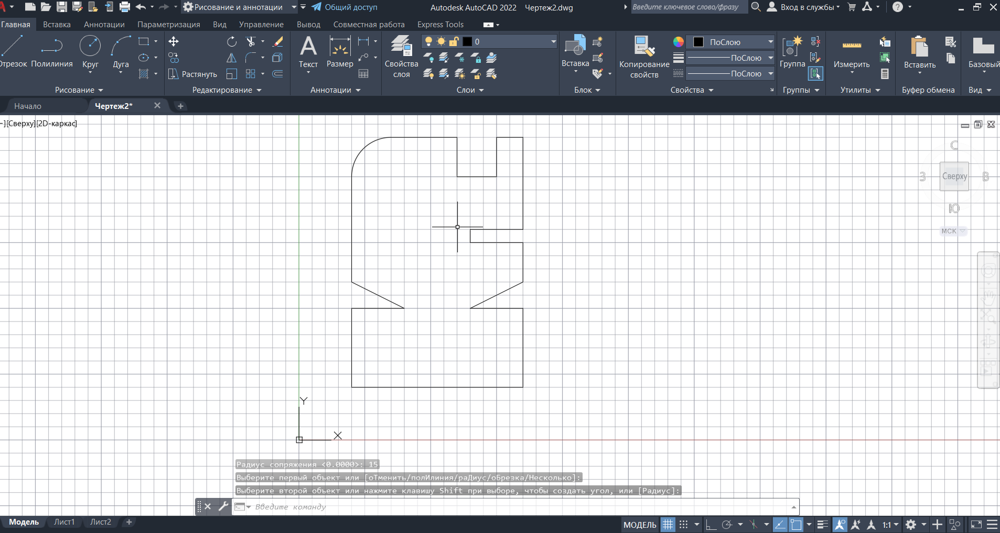 Рисование и аннотации
Общий доступ
Autodesk AutoCAD 2022 Чертеж2.dwg
Введите ключевое слово/фразу
Вход в службы
Главная Вставка Аннотации Параметризация Вид Управление Вывод Совместная работа Express Tools
0
ПоСлою
ПоСлою
ПоСлою
Отрезок Полилиния Круг Дуга
Растянуть
Текст Размер
Свойства слоя
Вставка
Копирование свойств
Группа
Измерить
Вставить
Базовый
Рисование Редактирование Аннотации Слои Блок Свойства Группы Утилиты Буфер обмена Вид
Начало Чертеж2*
-][Сверху][2D-каркас]
С
З Сверху В
Ю
МСК
Y
X
Радиус сопряжения <0.0000>: 15
Выберите первый объект или [оТменить/полИлиния/раДиус/оБрезка/Несколько]:
Выберите второй объект или нажмите клавишу Shift при выборе, чтобы создать угол, или [Радиус]:
Введите команду
Модель Лист1 Лист2
МОДЕЛЬ
1:1